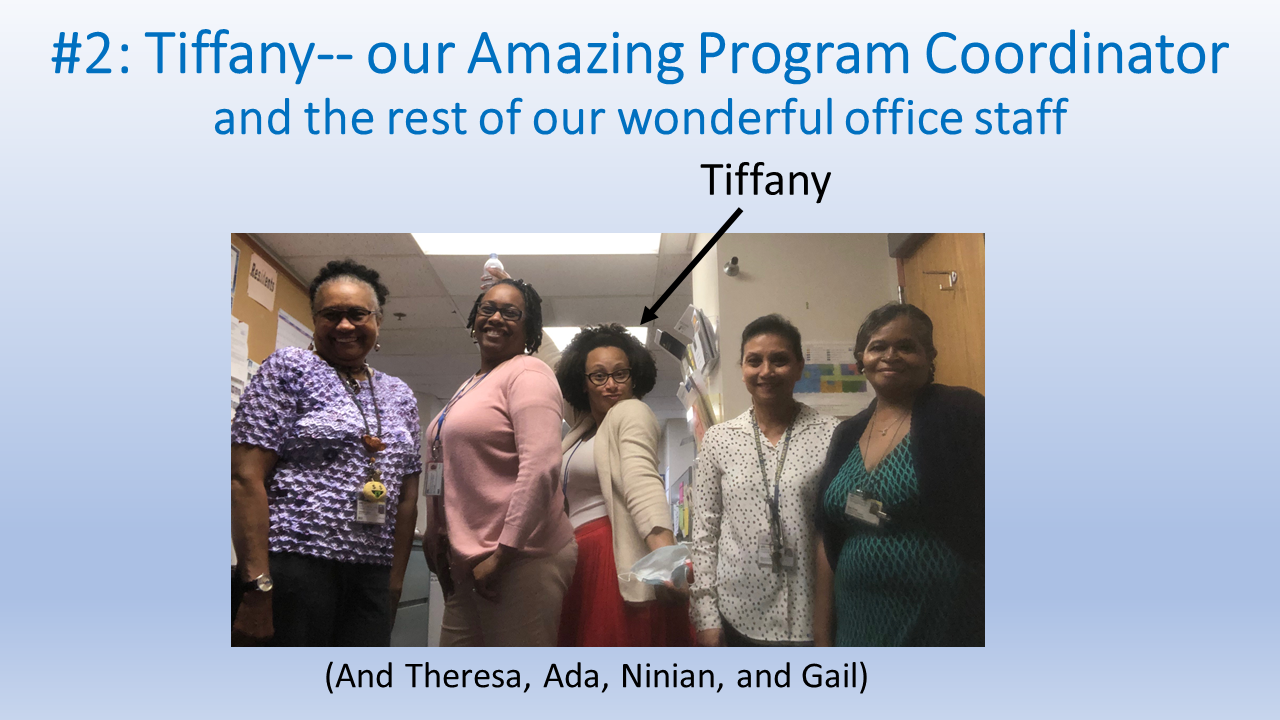 #2: Tiffany-- our Amazing Program Coordinator
and the rest of our wonderful office staff
Tiffany
Residents
(And Theresa, Ada, Ninian, and Gail)